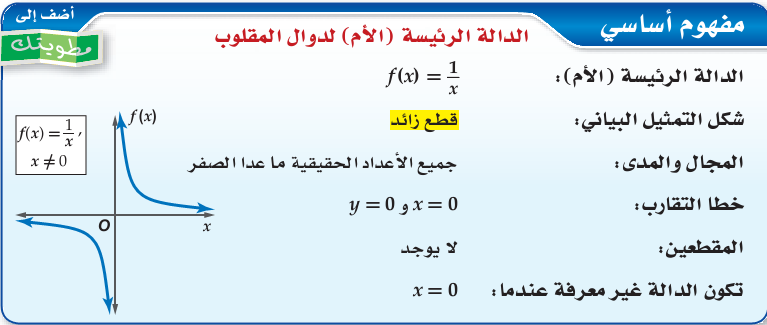 مفهوم أساسي
أضف إلى
مطويتك
الدالة الرئيسة (الأم) لدوال المقلوب
الدالة الرئيسة (الأم): f(x) = 1/x
شكل التمثيل البياني: قطع زائد
المجال والمدى: جميع الأعداد الحقيقية ما عدا الصفر
خطا التقارب: x = 0 و y = 0
المقطعين: لا يوجد
تكون الدالة غير معرفة عندما: x = 0
f(x)
f(x) = 1/x ,
x ≠ 0
O
x